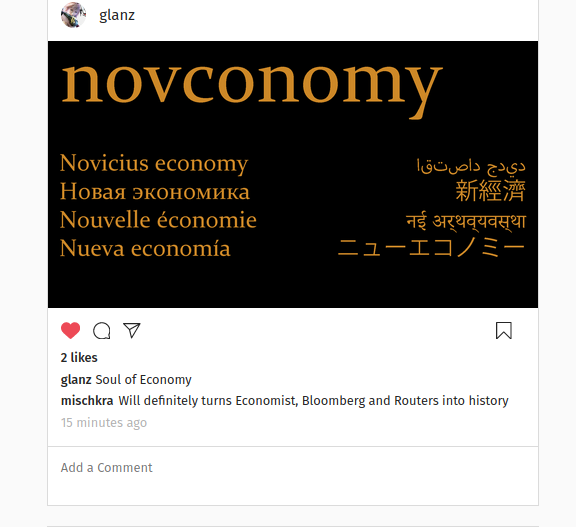 glanz
novconomy
Novicius economy
Новая экономика
Nouvelle économie
Nueva economía
ديدج داصتقا
新經濟
नई अर्‌थव्‌यवस्‌था
ニューエコノミー
2 likes
glanz Soul of Economy
mischkra Will definitely turns Economist, Bloomberg and Routers into history
15 minutes ago
Add a Comment